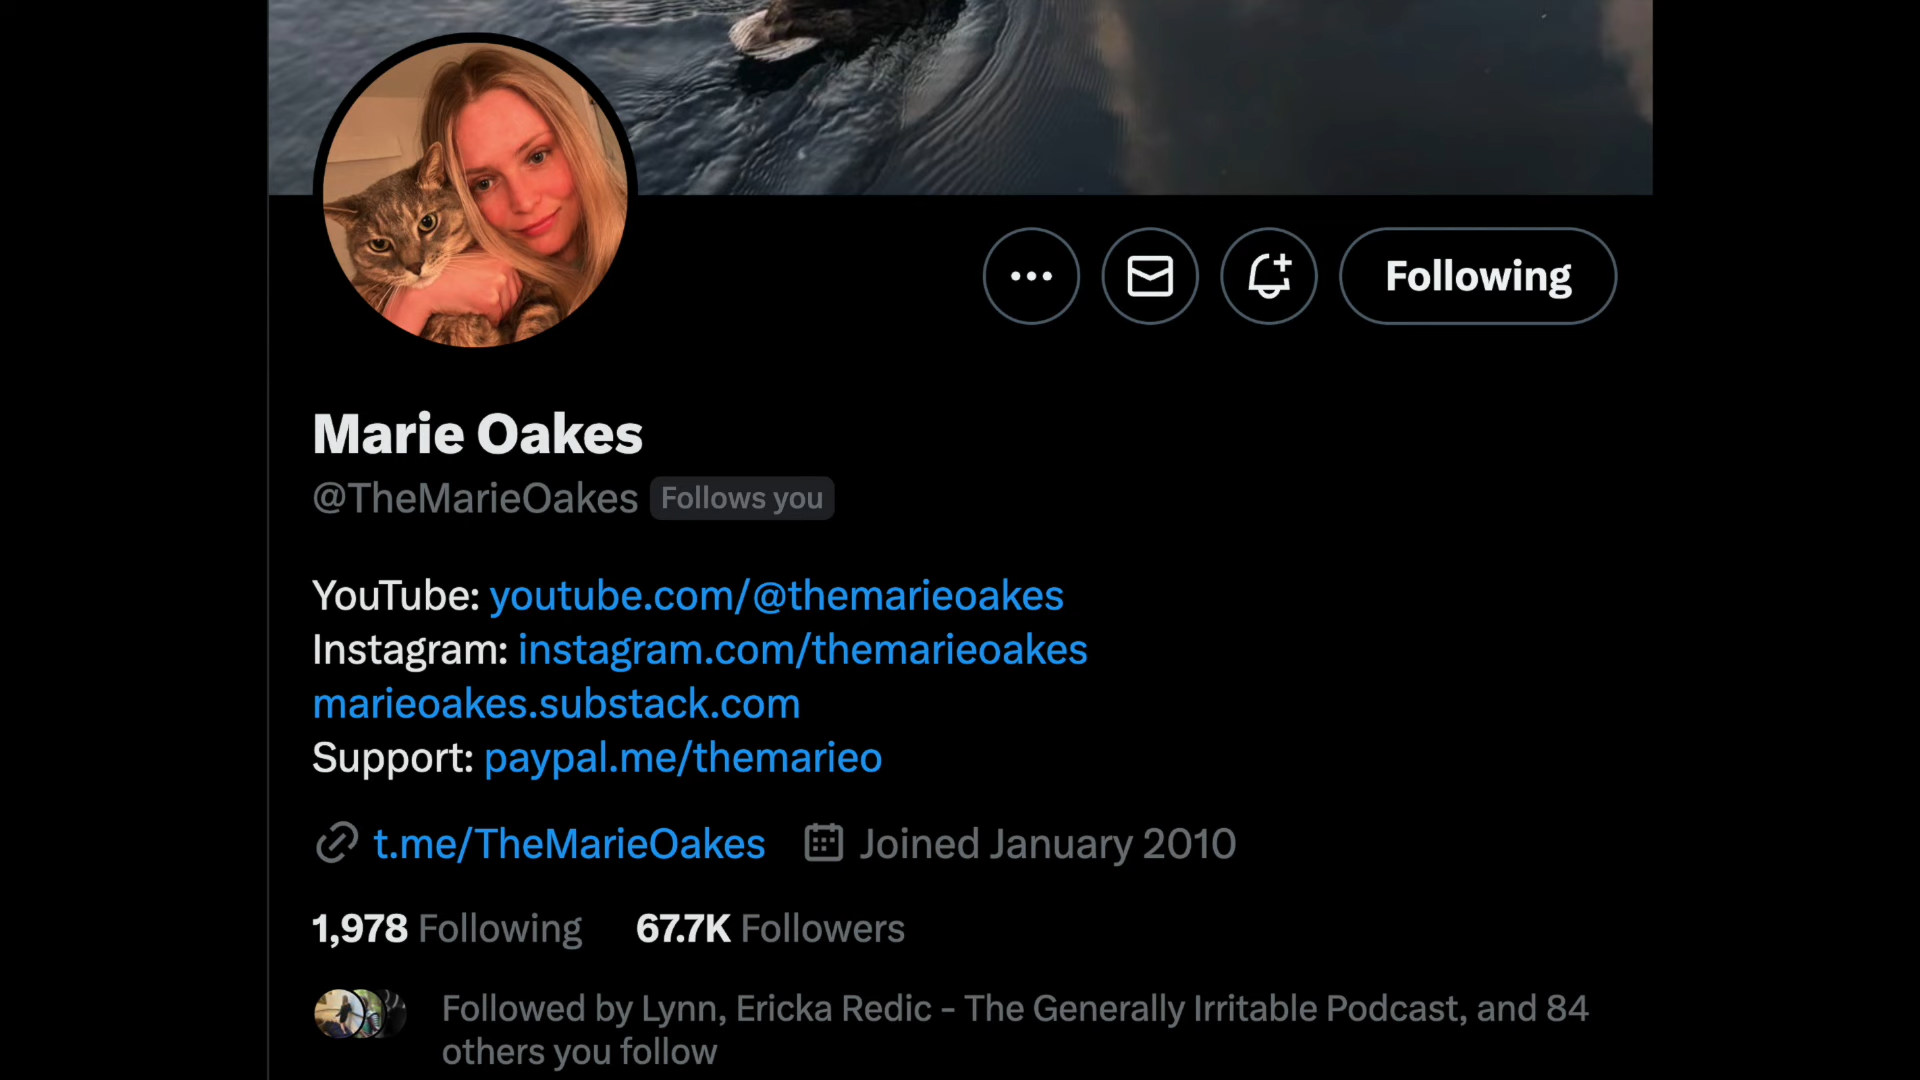 Following
Marie Oakes
@TheMarieOakes Follows you
YouTube: youtube.com/@themarieoakes
Instagram: instagram.com/themarieoakes
marieoakes.substack.com
Support: paypal.me/themarieo
t.me/TheMarieOakes Joined January 2010
1,978 Following 67.7K Followers
Followed by Lynn, Ericka Redic – The Generally Irritable Podcast, and 84
others you follow